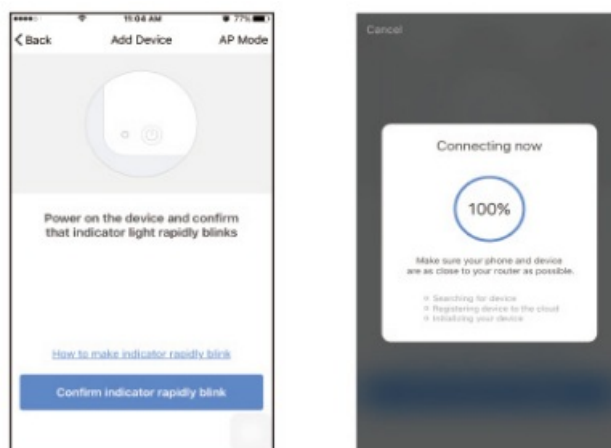 11:04 AM
77%
Back
Add Device
AP Mode
Power on the device and confirm
that indicator light rapidly blinks
How to make indicator rapidly blink
Confirm indicator rapidly blink
Cancel
Connecting now
100%
Make sure your phone and device
are as close to your router as possible.
Searching for device
Registering device to the cloud
Initializing your device